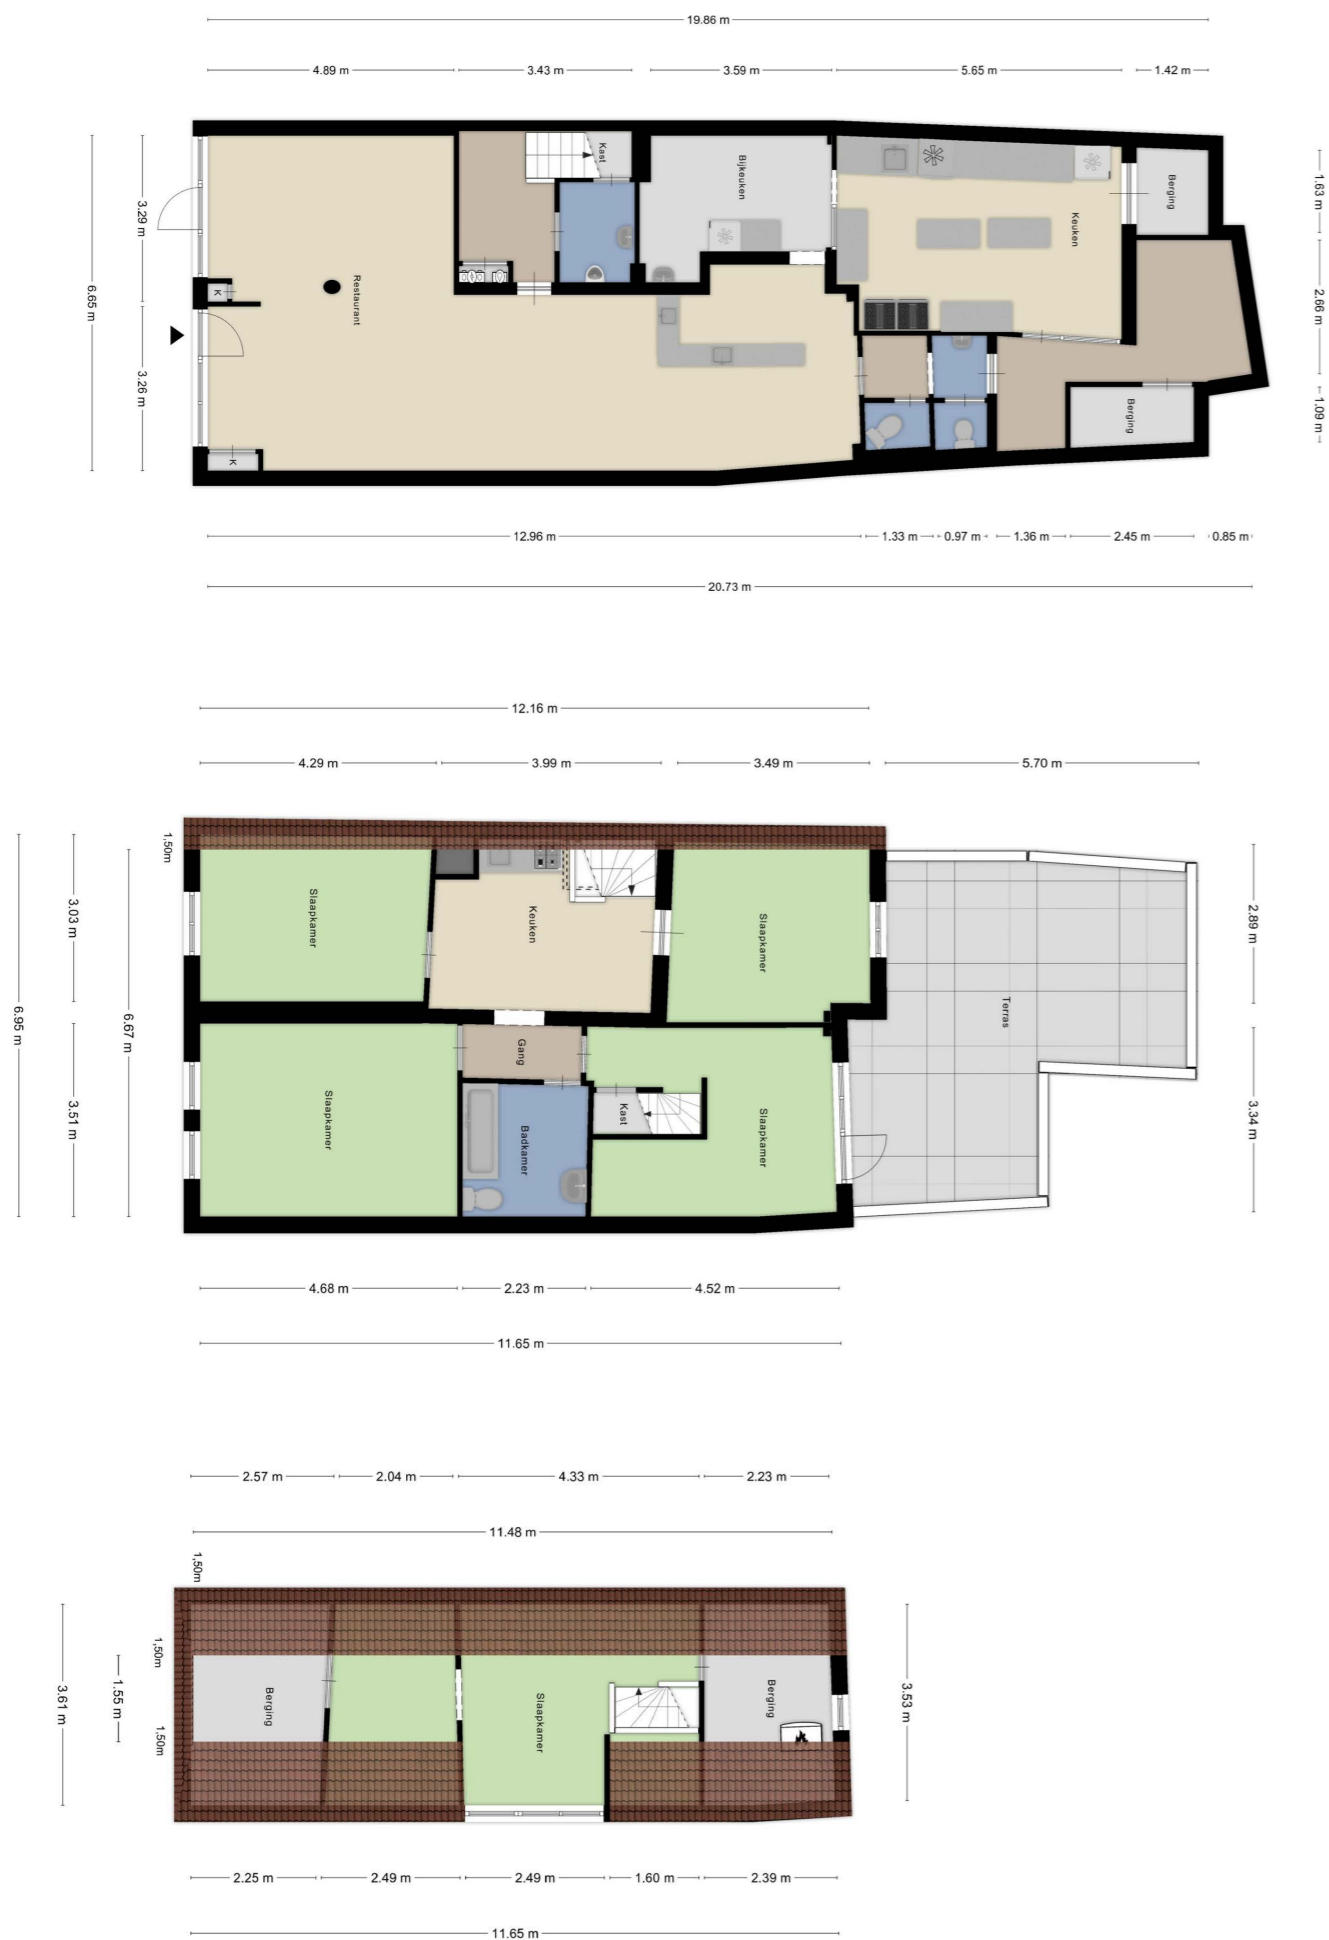 19.86 m
4.89 m 3.43 m 3.59 m 5.65 m 1.42 m
6.65 m
3.29 m
3.26 m
Kast
Bijkeuken
Keuken
Berging
1.63 m
2.66 m
1.09 m
K
Restaurant
K
Berging
12.96 m 1.33 m 0.97 m 1.36 m 2.45 m 0.85 m
20.73 m
12.16 m
4.29 m 3.99 m 3.49 m 5.70 m
1,50m
6.95 m
3.03 m
6.67 m
3.51 m
Slaapkamer
Keuken
Slaapkamer
Terras
2.89 m
3.34 m
Slaapkamer
Gang
Badkamer
Kast
Slaapkamer
4.68 m 2.23 m 4.52 m
11.65 m
2.57 m 2.04 m 4.33 m 2.23 m
11.48 m
1,50m
1,50m
1,50m
3.61 m
1.55 m
Berging
Slaapkamer
Berging
3.53 m
2.25 m 2.49 m 2.49 m 1.60 m 2.39 m
11.65 m